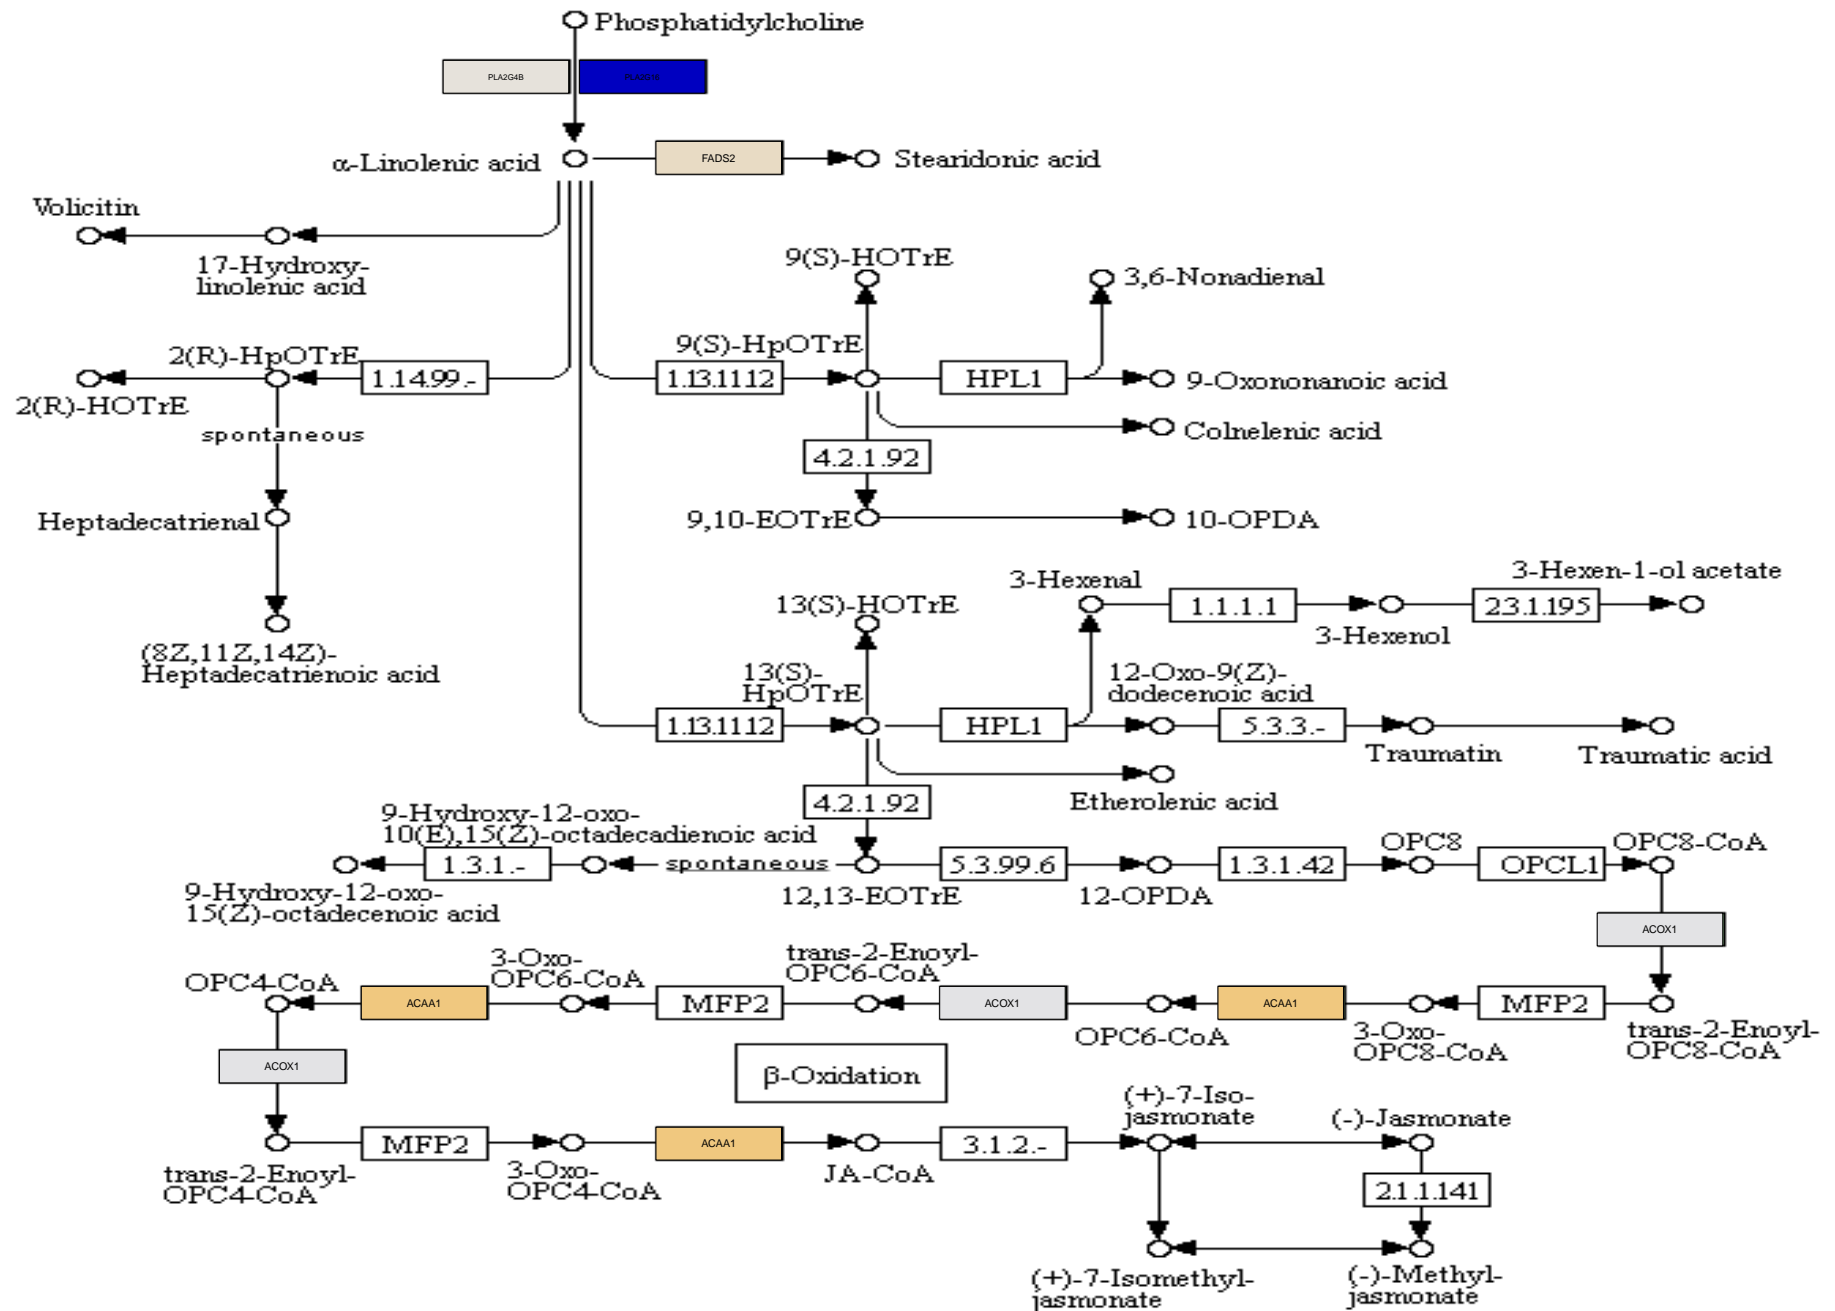 Phosphatidylcholine
PLA2G4B
α-Linolenic acid
FADS2
Stearidonic acid
Volicitin
17-Hydroxy-
linolenic acid
9(S)-HOTrE
3,6-Nonadienal
2(R)-HpOTrE
1.14.99.-
9(S)-HpOTrE
1.13.11.12
HPL1
9-Oxononanoic acid
2(R)-HOTrE
spontaneous
Colnelenic acid
4.2.1.92
Heptadecatrienal
9,10-EOTrE
10-OPDA
3-Hexenal
3-Hexen-1-ol acetate
13(S)-HOTrE
1.1.1.1
2.3.1.195
3-Hexenol
(8Z,11Z,14Z)-
Heptadecatrienoic acid
13(S)-
HpOTrE
12-Oxo-9(Z)-
dodecenoic acid
1.13.11.12
HPL1
5.3.3.-
Traumatin
Traumatic acid
Etherolenic acid
4.2.1.92
9-Hydroxy-12-oxo-
10(E),15(Z)-octadecadienoic acid
OPC8
OPC8-CoA
1.3.1.-
spontaneous
5.3.99.6
1.3.1.42
OPCL1
9-Hydroxy-12-oxo-
15(Z)-octadecenoic acid
12,13-EOTrE
12-OPDA
ACOX1
OPC4-CoA
3-Oxo-
OPC6-CoA
trans-2-Enoyl-
OPC6-CoA
ACAA1
MFP2
ACOX1
ACAA1
MFP2
OPC6-CoA
3-Oxo-
OPC8-CoA
trans-2-Enoyl-
OPC8-CoA
ACOX1
β-Oxidation
(+)-7-Iso-
jasmonate
(-)-Jasmonate
MFP2
ACAA1
3.1.2.-
trans-2-Enoyl-
OPC4-CoA
3-Oxo-
OPC4-CoA
JA-CoA
2.1.1.141
(+)-7-Isomethyl-
jasmonate
(-)-Methyl-
jasmonate